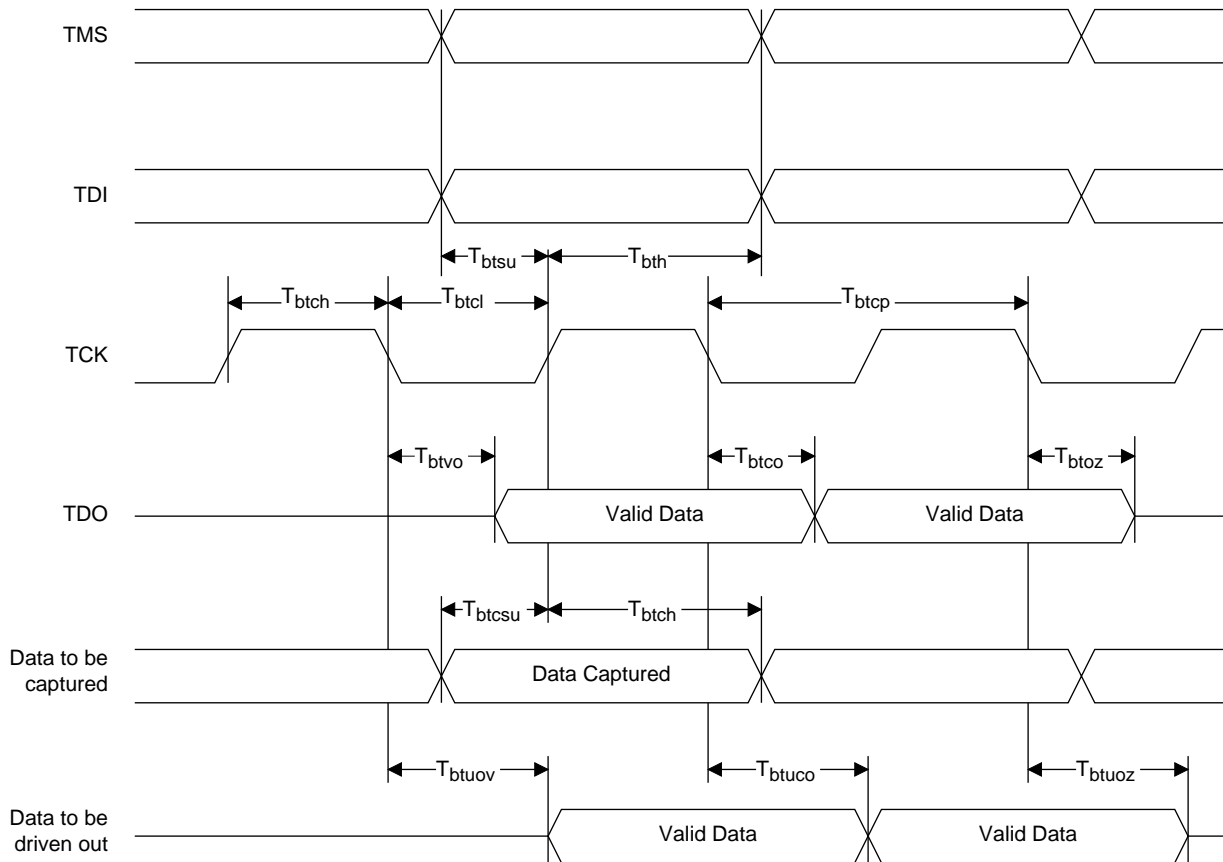 TMS
TDI
Tbtsu
Tbth
Tbtch
Tbtcl
Tbtcp
TCK
Tbtvo
Tbtco
Tbtoz
TDO
Valid Data
Valid Data
Tbtcsu
Tbtch
Data to be
captured
Data Captured
Tbtuov
Tbtuco
Tbtuoz
Data to be
driven out
Valid Data
Valid Data